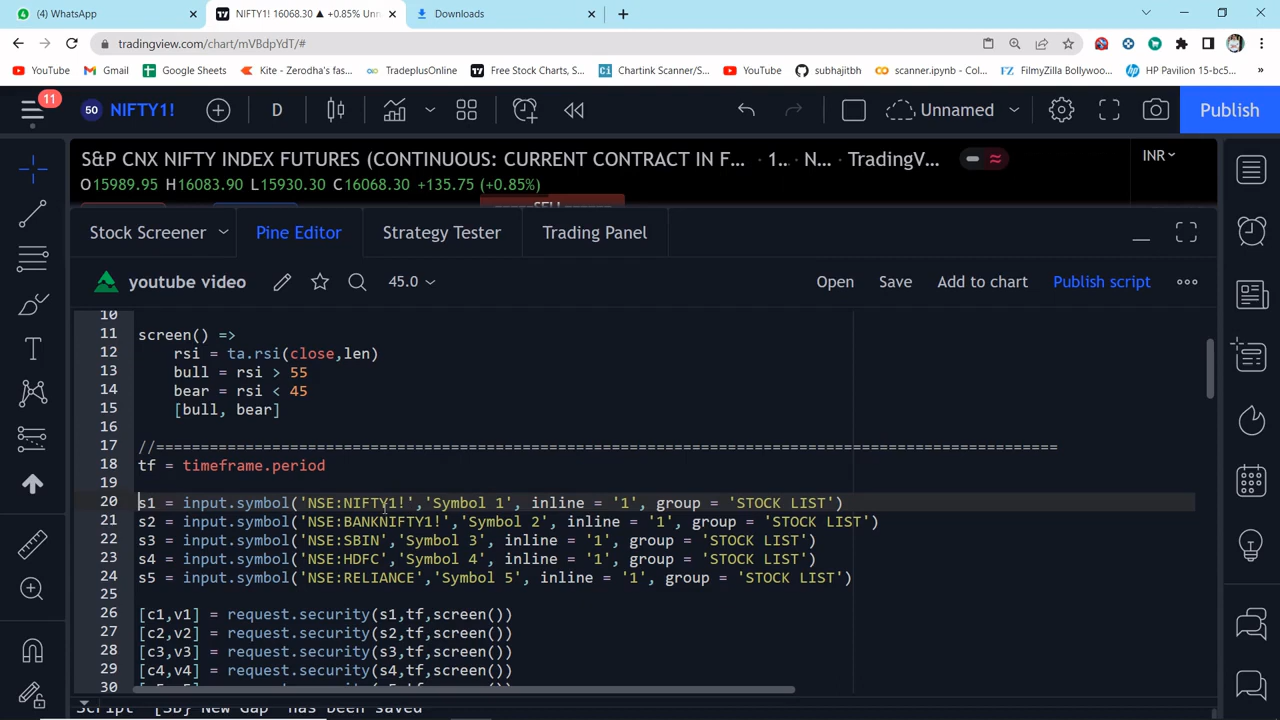 (4) WhatsApp
NIFTY1! 16068.30 ▲ +0.85% Unn
Downloads
tradingview.com/chart/mVBdpYdT/#
YouTube
Gmail
Google Sheets
Kite - Zerodha's fas...
TradeplusOnline
Free Stock Charts, S...
Chartink Scanner/S...
YouTube
subhajitbh
scanner.ipynb - Col...
FilmyZilla Bollywoo...
HP Pavilion 15-bc5...
»
11
50 NIFTY1!
D
Unnamed
Publish
S&P CNX NIFTY INDEX FUTURES (CONTINUOUS: CURRENT CONTRACT IN F... · 1... · N... · TradingV...
INR
O15989.95 H16083.90 L15930.30 C16068.30 +135.75 (+0.85%)
Stock Screener
Pine Editor
Strategy Tester
Trading Panel
youtube video
45.0
Open
Save
Add to chart
Publish script
10
11 screen() =>
12 rsi = ta.rsi(close,len)
13 bull = rsi > 55
14 bear = rsi < 45
15 [bull, bear]
16
17 //====================================================================================================
18 tf = timeframe.period
19
20 s1 = input.symbol('NSE:NIFTY1!','Symbol 1', inline = '1', group = 'STOCK LIST')
21 s2 = input.symbol('NSE:BANKNIFTY1!','Symbol 2', inline = '1', group = 'STOCK LIST')
22 s3 = input.symbol('NSE:SBIN','Symbol 3', inline = '1', group = 'STOCK LIST')
23 s4 = input.symbol('NSE:HDFC','Symbol 4', inline = '1', group = 'STOCK LIST')
24 s5 = input.symbol('NSE:RELIANCE','Symbol 5', inline = '1', group = 'STOCK LIST')
25
26 [c1,v1] = request.security(s1,tf,screen())
27 [c2,v2] = request.security(s2,tf,screen())
28 [c3,v3] = request.security(s3,tf,screen())
29 [c4,v4] = request.security(s4,tf,screen())
30
Script '[SB] New Gap' has been saved